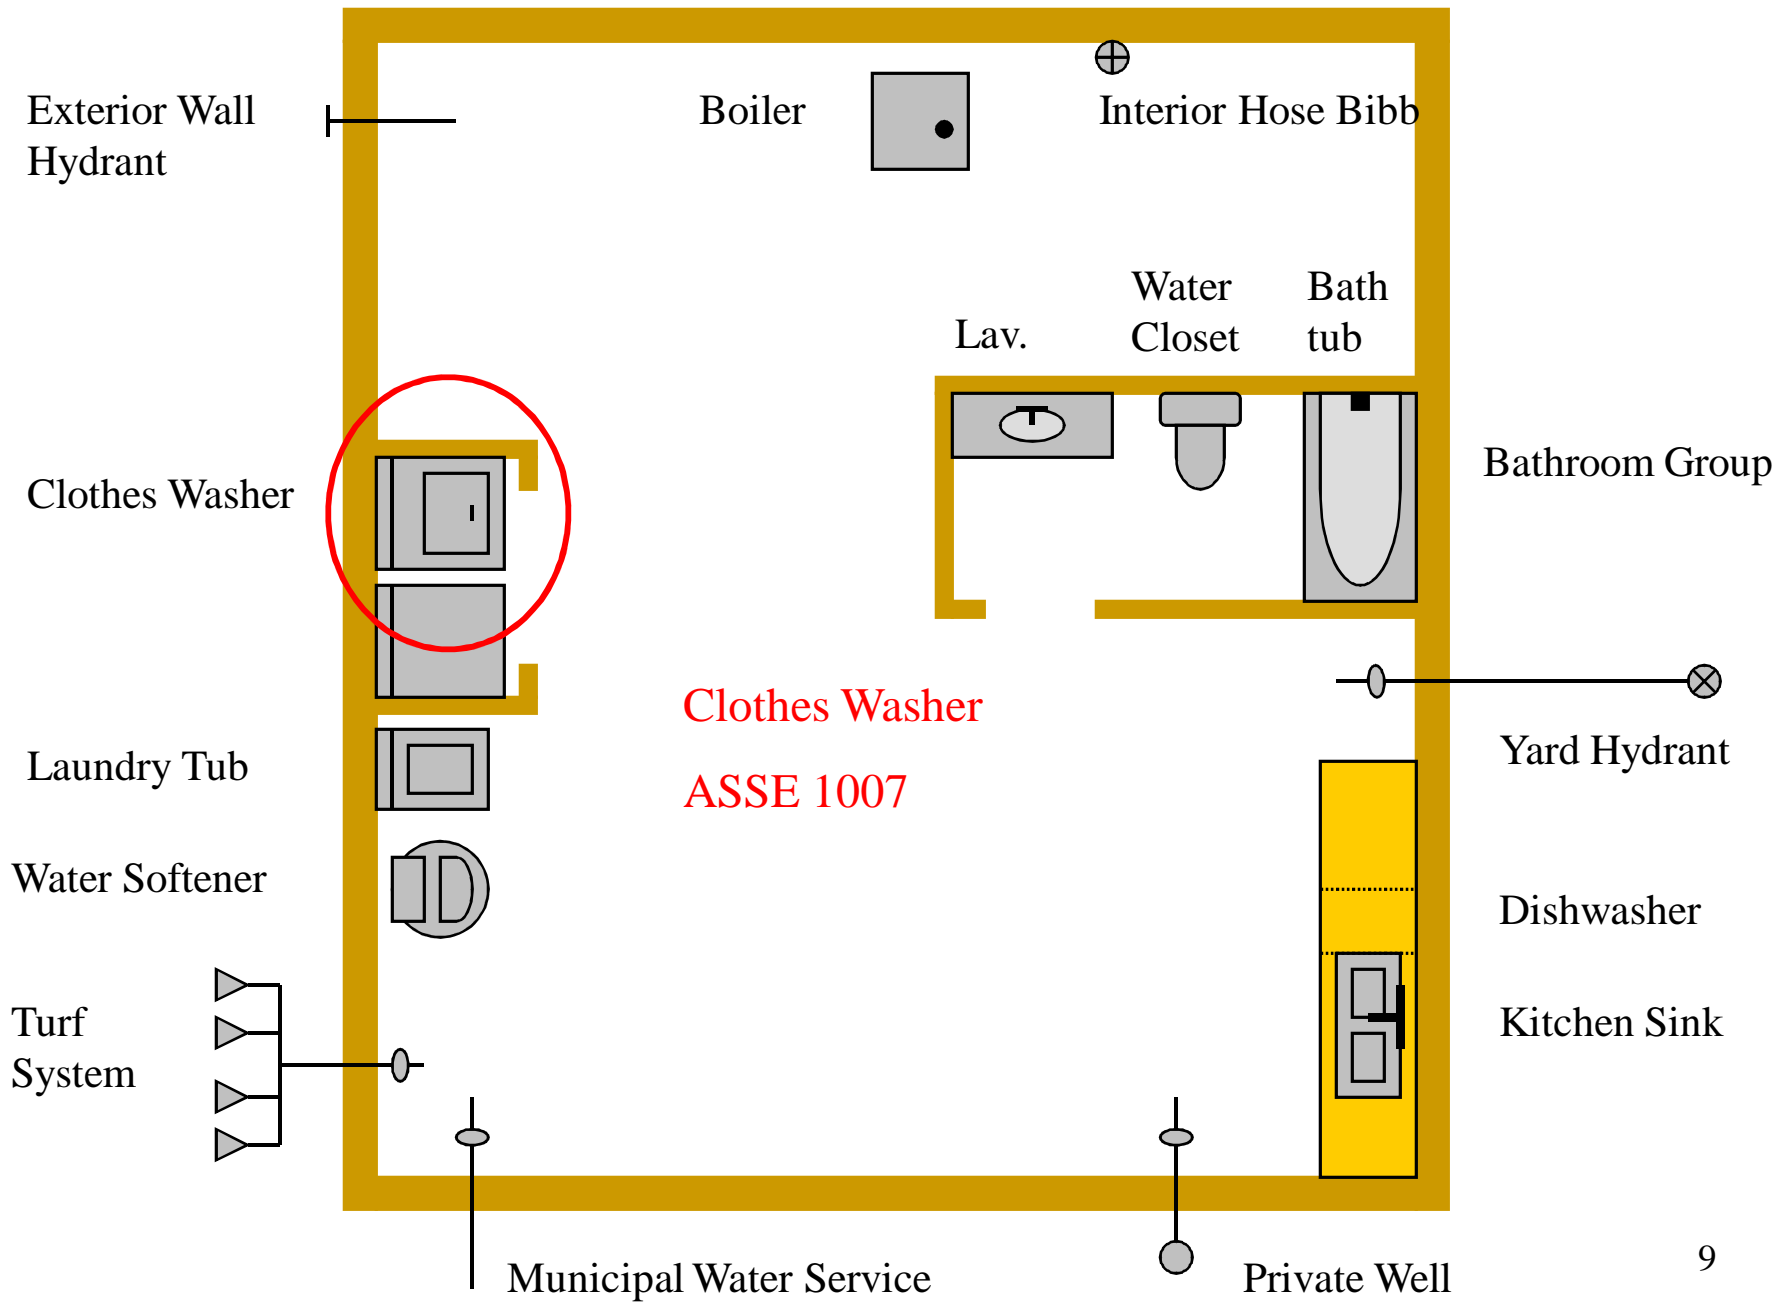 Exterior Wall
Hydrant
Boiler
Interior Hose Bibb
Water
Closet
Bath
tub
Lav.
Bathroom Group
Clothes Washer
Clothes Washer
ASSE 1007
Yard Hydrant
Laundry Tub
Water Softener
Dishwasher
Turf
System
Kitchen Sink
Municipal Water Service
Private Well
9